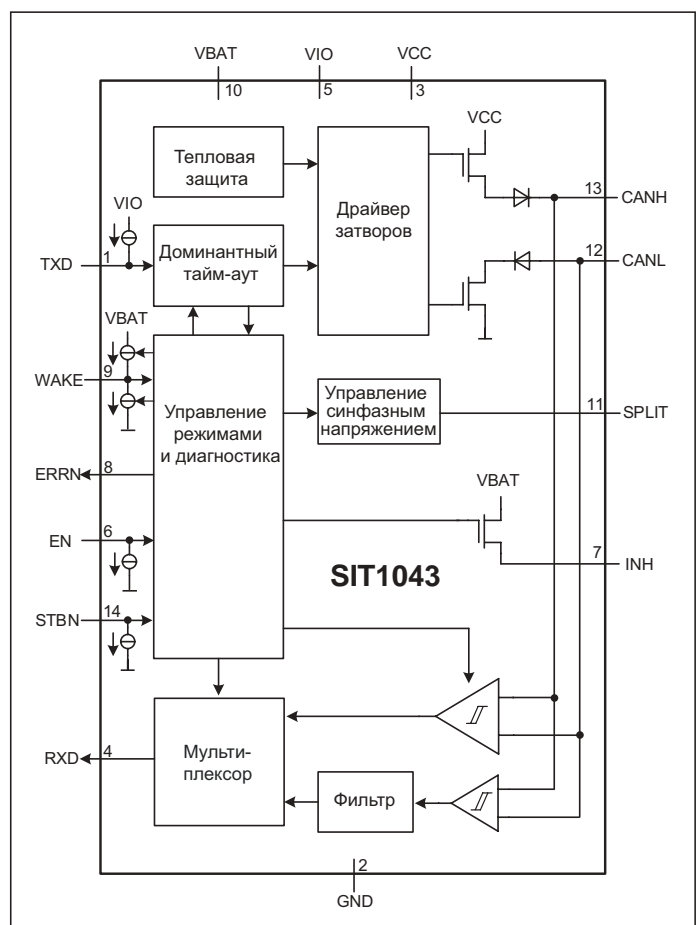 VBAT
VIO
VCC
10
5
3
VCC
Тепловая
защита
Драйвер
затворов
13
CANH
VIO
TXD
1
Доминантный
тайм-аут
12
CANL
VBAT
WAKE
9
Управление
режимами
и диагностика
Управление
синфазным
напряжением
11
SPLIT
ERRN
8
VBAT
EN
6
7
INH
SIT1043
STBN
14
RXD
4
Мульти-
плексор
Фильтр
2
GND